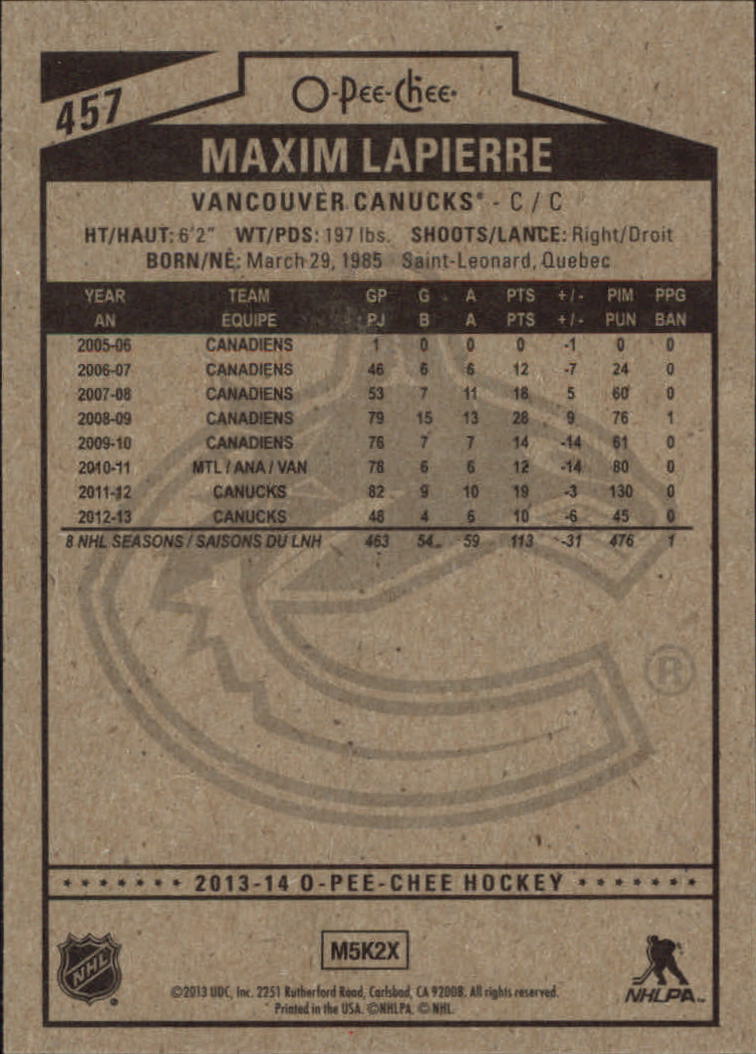 457
O-Pee-Chee
MAXIM LAPIERRE
VANCOUVER CANUCKS® - C / C
HT/HAUT: 6'2" WT/PDS: 197 lbs. SHOOTS/LANCE: Right/Droit
BORN/NÉ: March 29, 1985 Saint-Leonard, Quebec
YEAR TEAM GP G A PTS +/- PIM PPG
AN ÉQUIPE PJ B A PTS +/- PUN BAN
2005-06 CANADIENS 1 0 0 0 -1 0 0
2006-07 CANADIENS 46 6 6 12 -7 24 0
2007-08 CANADIENS 53 7 11 18 5 60 0
2008-09 CANADIENS 79 15 13 28 9 76 1
2009-10 CANADIENS 76 7 7 14 -14 61 0
2010-11 MTL / ANA / VAN 78 6 6 12 -14 80 0
2011-12 CANUCKS 82 9 10 19 -3 130 0
2012-13 CANUCKS 48 4 6 10 -6 45 0
8 NHL SEASONS / SAISONS DU LNH 463 54 59 113 -31 476 1
®
2013-14 O-PEE-CHEE HOCKEY
M5K2X
NHL
NHLPA™
©2013 UDC, Inc. 2251 Rutherford Road, Carlsbad, CA 92008. All rights reserved.
Printed in the USA. ©NHLPA. © NHL.